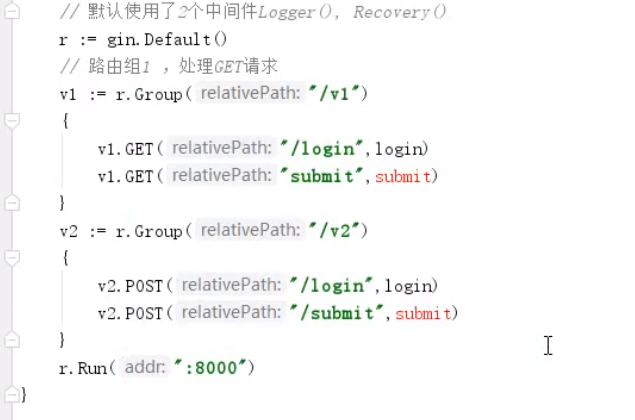 // 默认使用了2个中间件Logger(), Recovery()
r := gin.Default()
// 路由组1 ，处理GET请求
v1 := r.Group( relativePath: "/v1")
{
v1.GET( relativePath: "/login",login)
v1.GET( relativePath: "submit",submit)
}
v2 := r.Group( relativePath: "/v2")
{
v2.POST( relativePath: "/login",login)
v2.POST( relativePath: "/submit",submit)
}
r.Run( addr: ":8000")
}